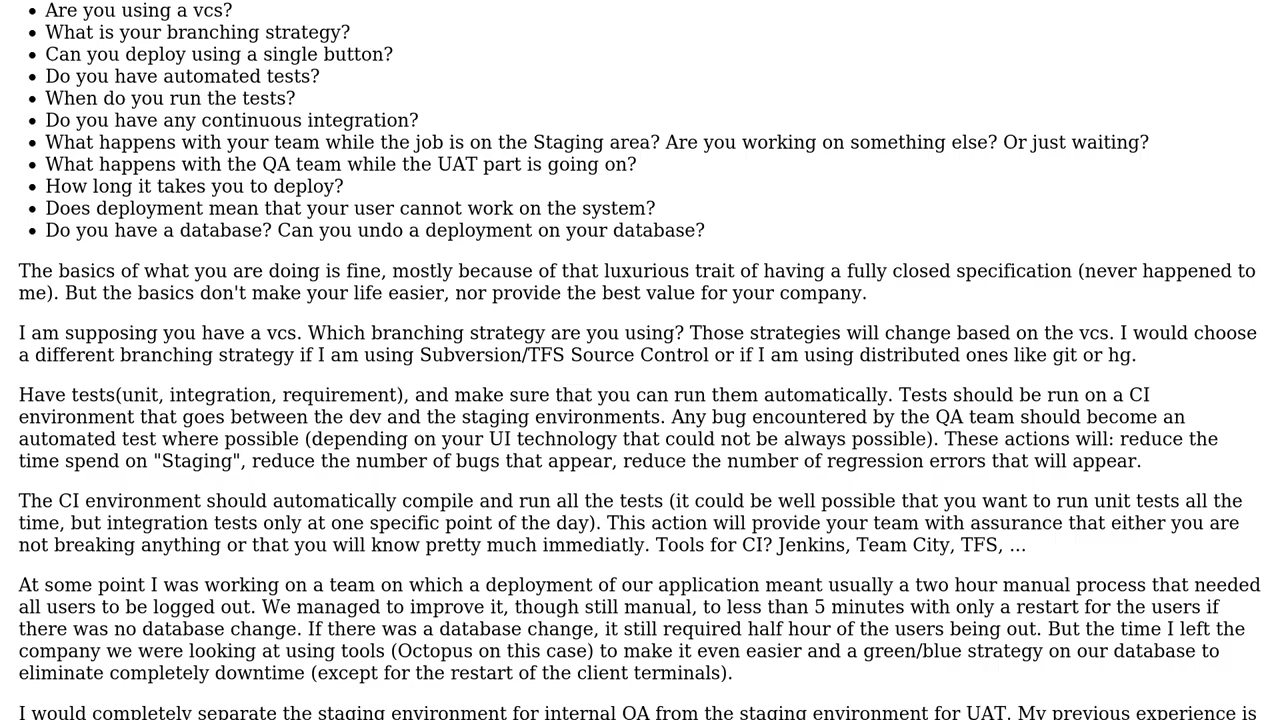 • Are you using a vcs?
• What is your branching strategy?
• Can you deploy using a single button?
• Do you have automated tests?
• When do you run the tests?
• Do you have any continuous integration?
• What happens with your team while the job is on the Staging area? Are you working on something else? Or just waiting?
• What happens with the QA team while the UAT part is going on?
• How long it takes you to deploy?
• Does deployment mean that your user cannot work on the system?
• Do you have a database? Can you undo a deployment on your database?
The basics of what you are doing is fine, mostly because of that luxurious trait of having a fully closed specification (never happened to
me). But the basics don't make your life easier, nor provide the best value for your company.
I am supposing you have a vcs. Which branching strategy are you using? Those strategies will change based on the vcs. I would choose
a different branching strategy if I am using Subversion/TFS Source Control or if I am using distributed ones like git or hg.
Have tests(unit, integration, requirement), and make sure that you can run them automatically. Tests should be run on a CI
environment that goes between the dev and the staging environments. Any bug encountered by the QA team should become an
automated test where possible (depending on your UI technology that could not be always possible). These actions will: reduce the
time spend on "Staging", reduce the number of bugs that appear, reduce the number of regression errors that will appear.
The CI environment should automatically compile and run all the tests (it could be well possible that you want to run unit tests all the
time, but integration tests only at one specific point of the day). This action will provide your team with assurance that either you are
not breaking anything or that you will know pretty much immediatly. Tools for CI? Jenkins, Team City, TFS, ...
At some point I was working on a team on which a deployment of our application meant usually a two hour manual process that needed
all users to be logged out. We managed to improve it, though still manual, to less than 5 minutes with only a restart for the users if
there was no database change. If there was a database change, it still required half hour of the users being out. But the time I left the
company we were looking at using tools (Octopus on this case) to make it even easier and a green/blue strategy on our database to
eliminate completely downtime (except for the restart of the client terminals).
I would completely separate the staging environment for internal QA from the staging environment for UAT. My previous experience is